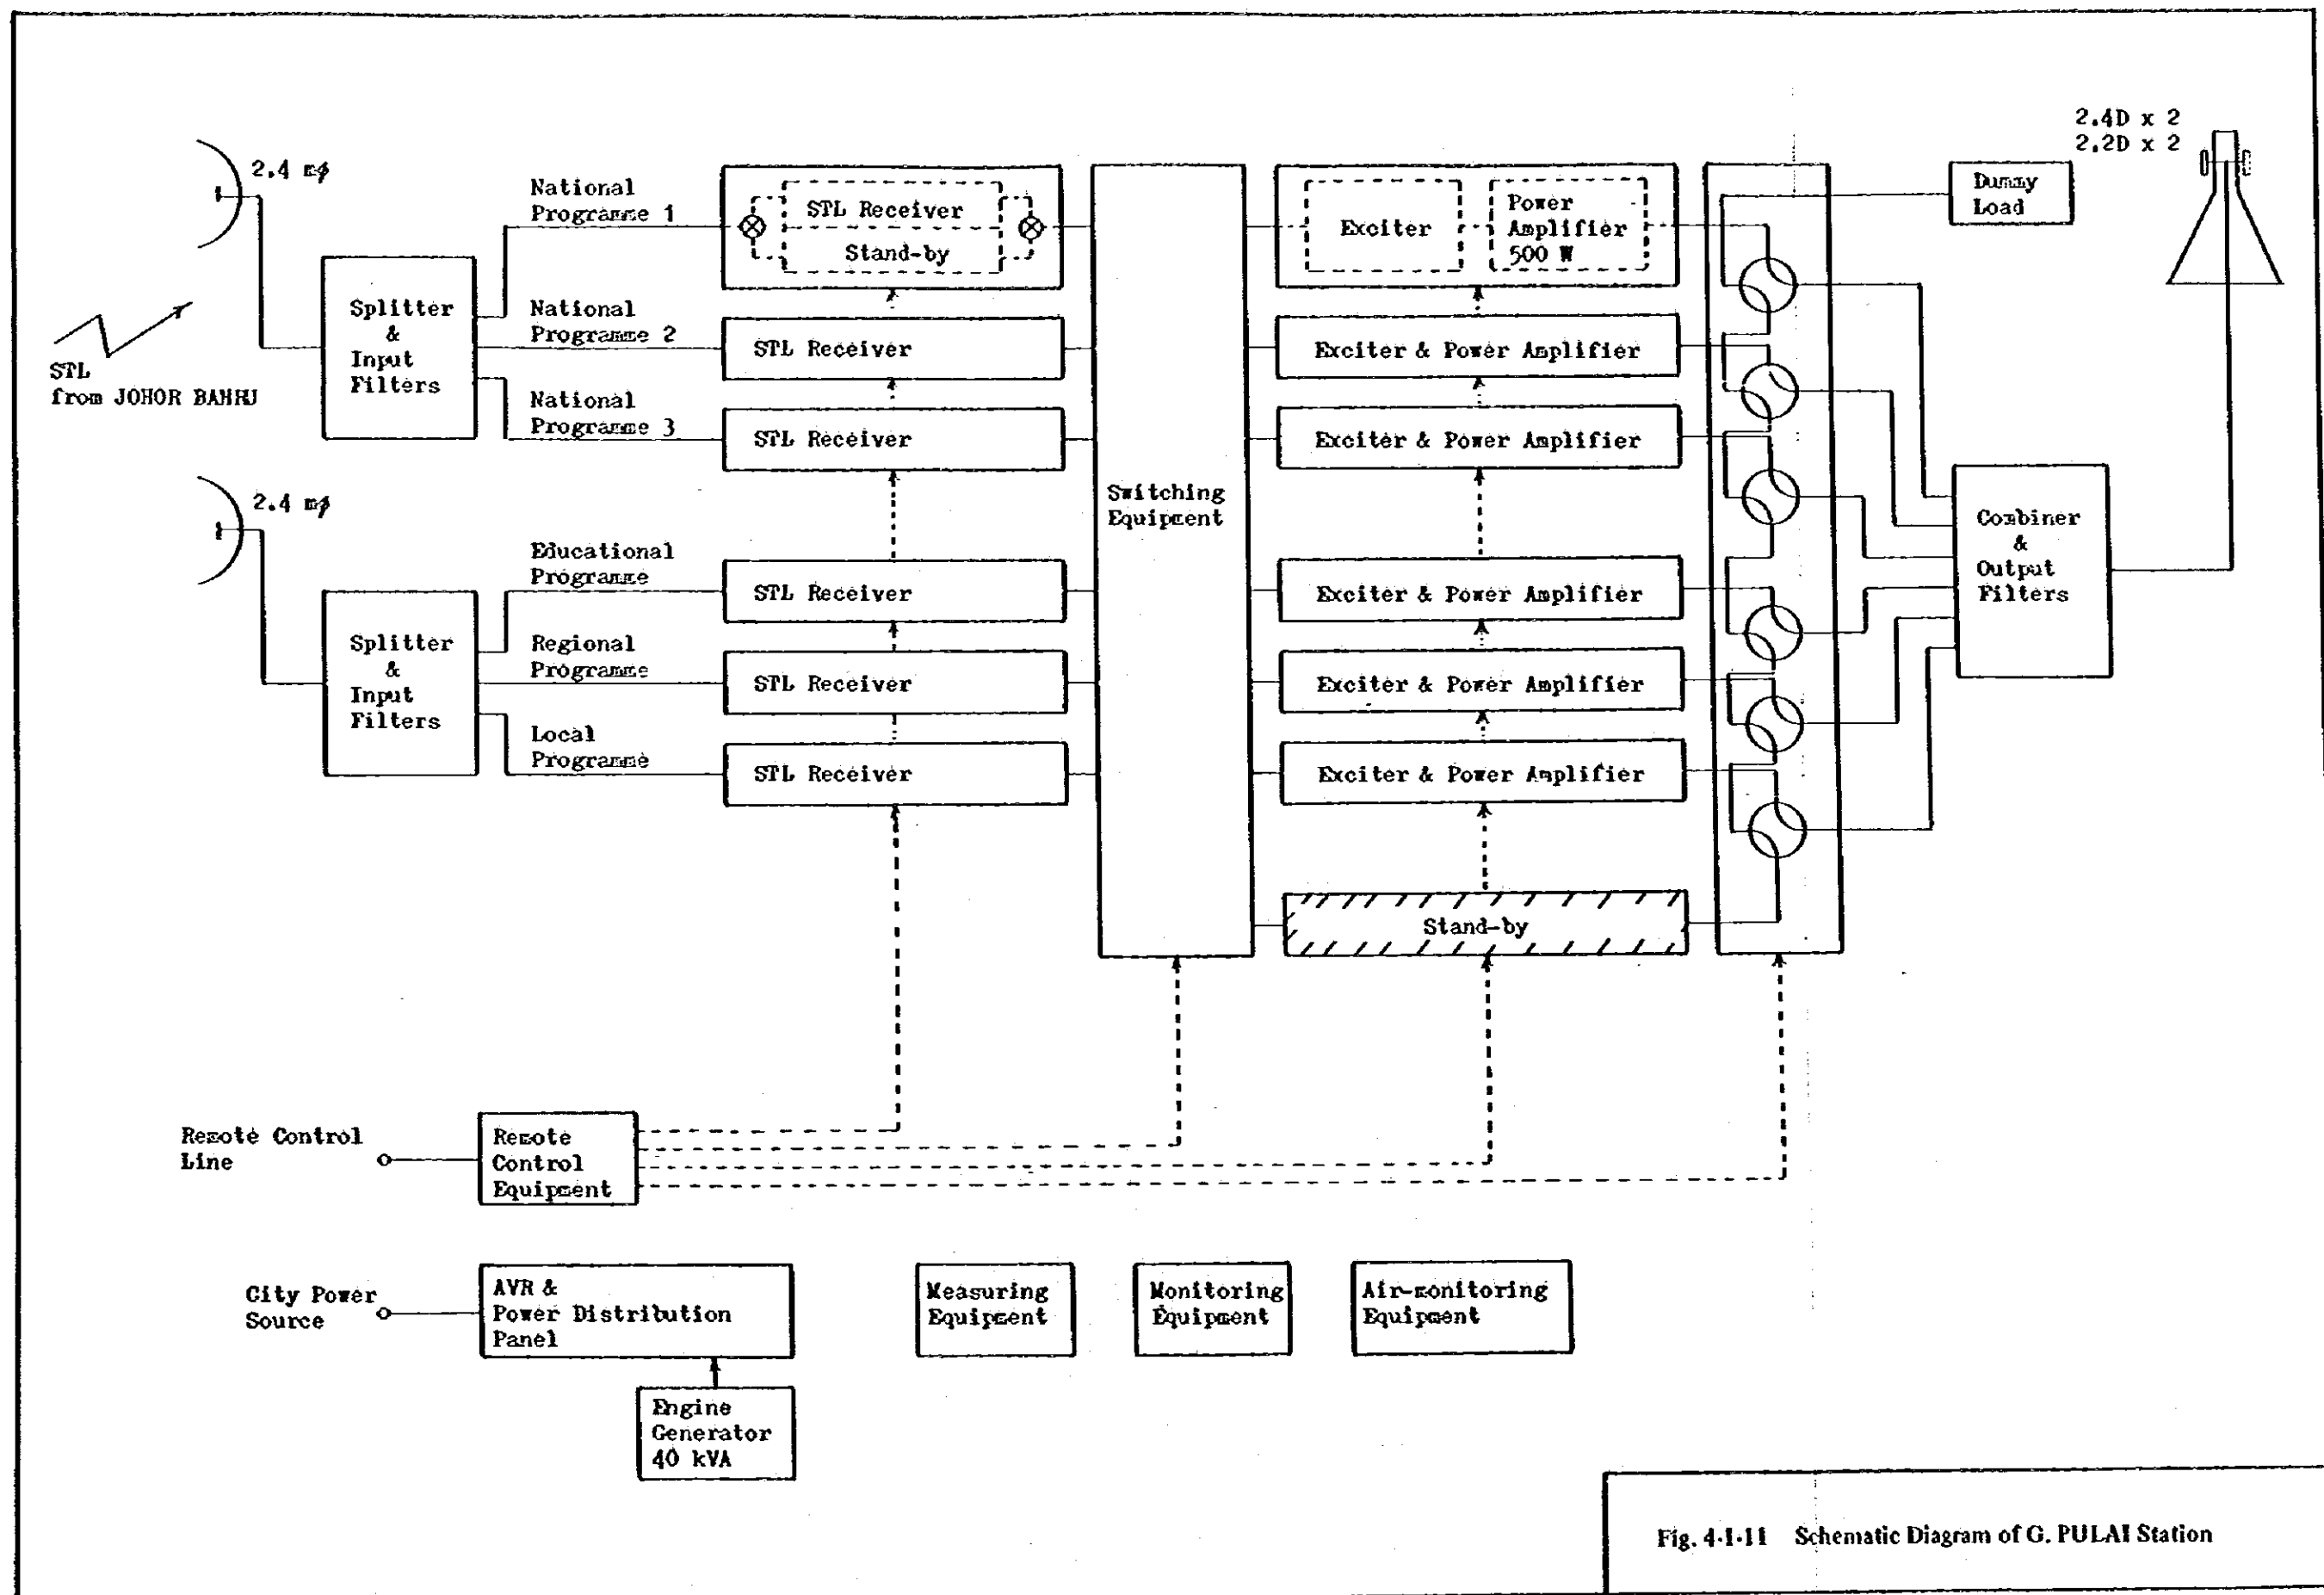 2.4 mφ
National
Programme 1
STL Receiver
Stand-by
Exciter
Power
Amplifier
500 W
Dummy
Load
2.4D x 2
2.2D x 2
Splitter
&
Input
Filters
National
Programme 2
STL Receiver
Exciter & Power Amplifier
STL
from JOHOR BAHRU
National
Programme 3
STL Receiver
Exciter & Power Amplifier
2.4 mφ
Switching
Equipment
Combiner
&
Output
Filters
Educational
Programme
STL Receiver
Exciter & Power Amplifier
Splitter
&
Input
Filters
Regional
Programme
STL Receiver
Exciter & Power Amplifier
Local
Programme
STL Receiver
Exciter & Power Amplifier
Stand-by
Remote Control
Line
Remote
Control
Equipment
City Power
Source
AVR &
Power Distribution
Panel
Measuring
Equipment
Monitoring
Equipment
Air-monitoring
Equipment
Engine
Generator
40 kVA
Fig. 4-1-11 Schematic Diagram of G. PULAI Station